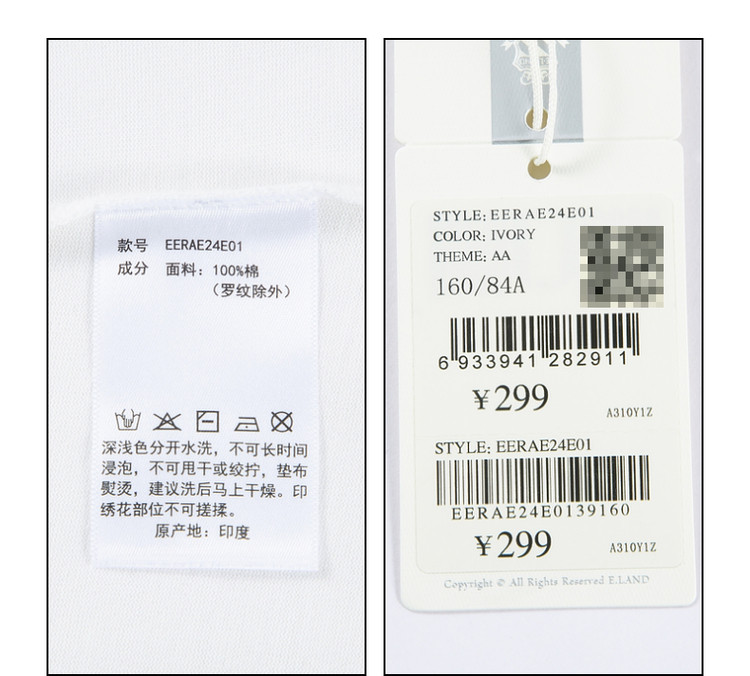 款号 EERAE24E01
成分 面料：100%棉
（罗纹除外）
深浅色分开水洗，不可长时间
浸泡，不可甩干或绞拧，垫布
熨烫，建议洗后马上干燥。印
绣花部位不可搓揉。
原产地：印度
STYLE: EERAE24E01
COLOR: IVORY
THEME: AA
160/84A
6 933941 282911
¥299
A310Y1Z
STYLE: EERAE24E01
EERAE24E0139160
¥299
A310Y1Z
Copyright © All Rights Reserved E.LAND